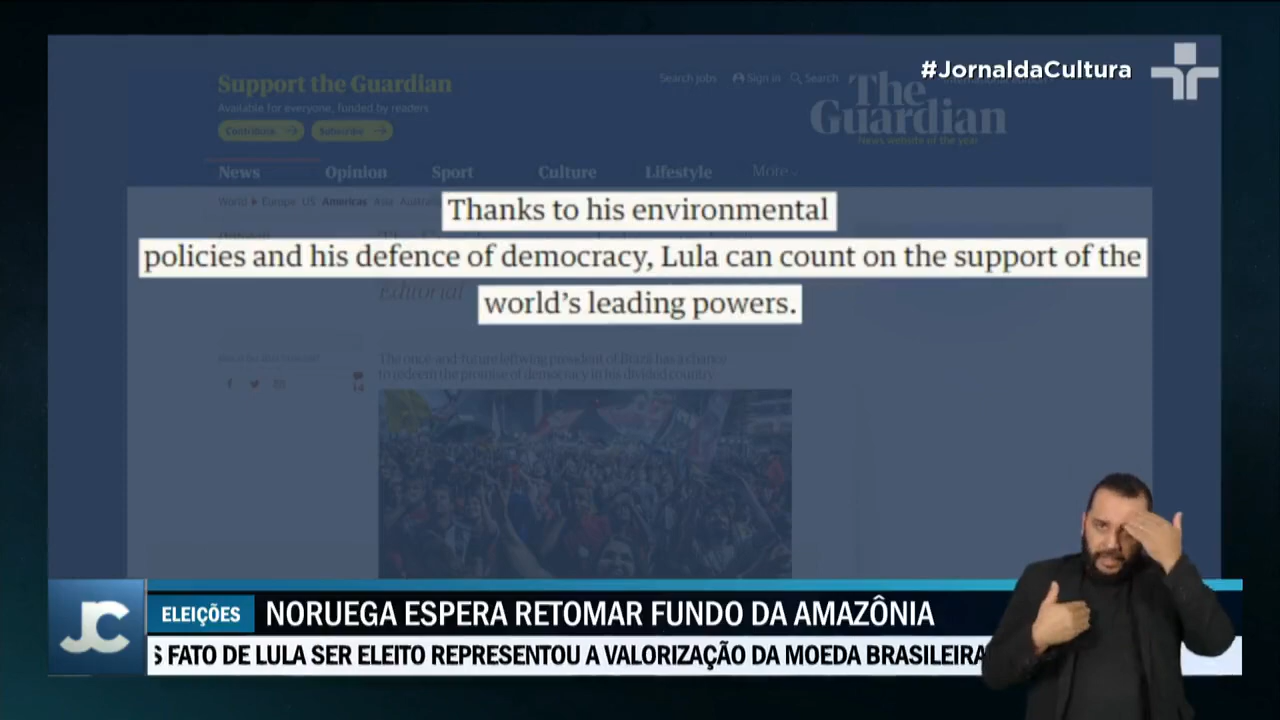 #JornaldaCultura
Support the Guardian
Available for everyone, funded by readers
Contribute →
Subscribe →
Search jobs
Sign in
Search
The
Guardian
News website of the year
News
Opinion
Sport
Culture
Lifestyle
More
World
Europe
US
Americas
Asia
Thanks to his environmental
policies and his defence of democracy, Lula can count on the support of the
world's leading powers.
Editorial
The once-and-future leftwing president of Brazil has a chance
to redeem the promise of democracy in his divided country
14
JC
ELEIÇÕES
NORUEGA ESPERA RETOMAR FUNDO DA AMAZÔNIA
S FATO DE LULA SER ELEITO REPRESENTOU A VALORIZAÇÃO DA MOEDA BRASILEIRA